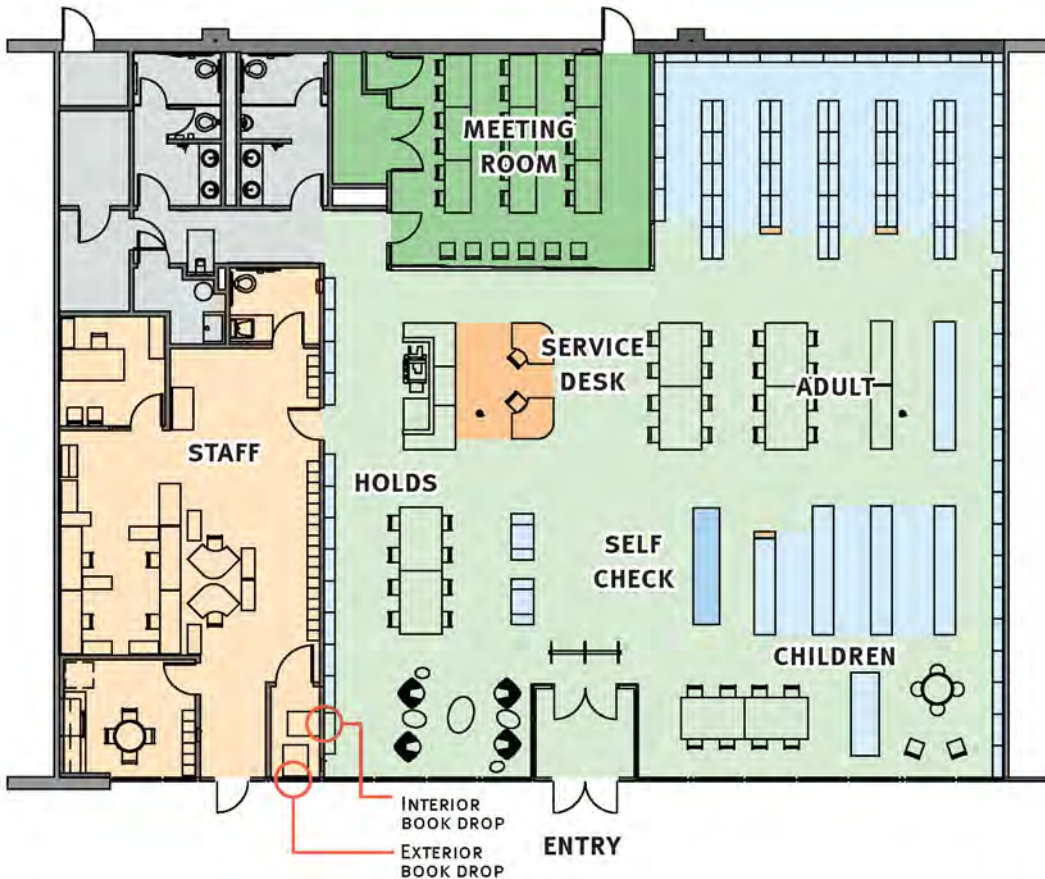 MEETING
ROOM
SERVICE
DESK
ADULT
STAFF
HOLDS
SELF
CHECK
CHILDREN
INTERIOR
BOOK DROP
EXTERIOR
BOOK DROP
ENTRY